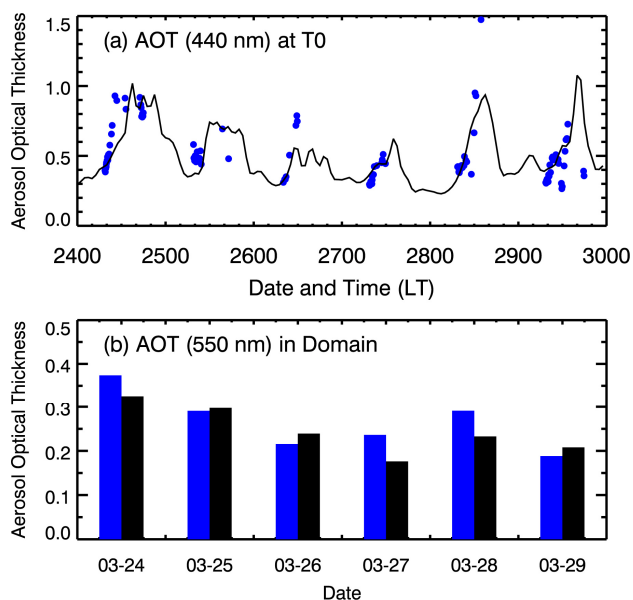 (a) AOT (440 nm) at T0
Aerosol Optical Thickness
1.5
1.0
0.5
0.0
2400 2500 2600 2700 2800 2900 3000
Date and Time (LT)
(b) AOT (550 nm) in Domain
Aerosol Optical Thickness
0.5
0.4
0.3
0.2
0.1
0.0
03-24 03-25 03-26 03-27 03-28 03-29
Date